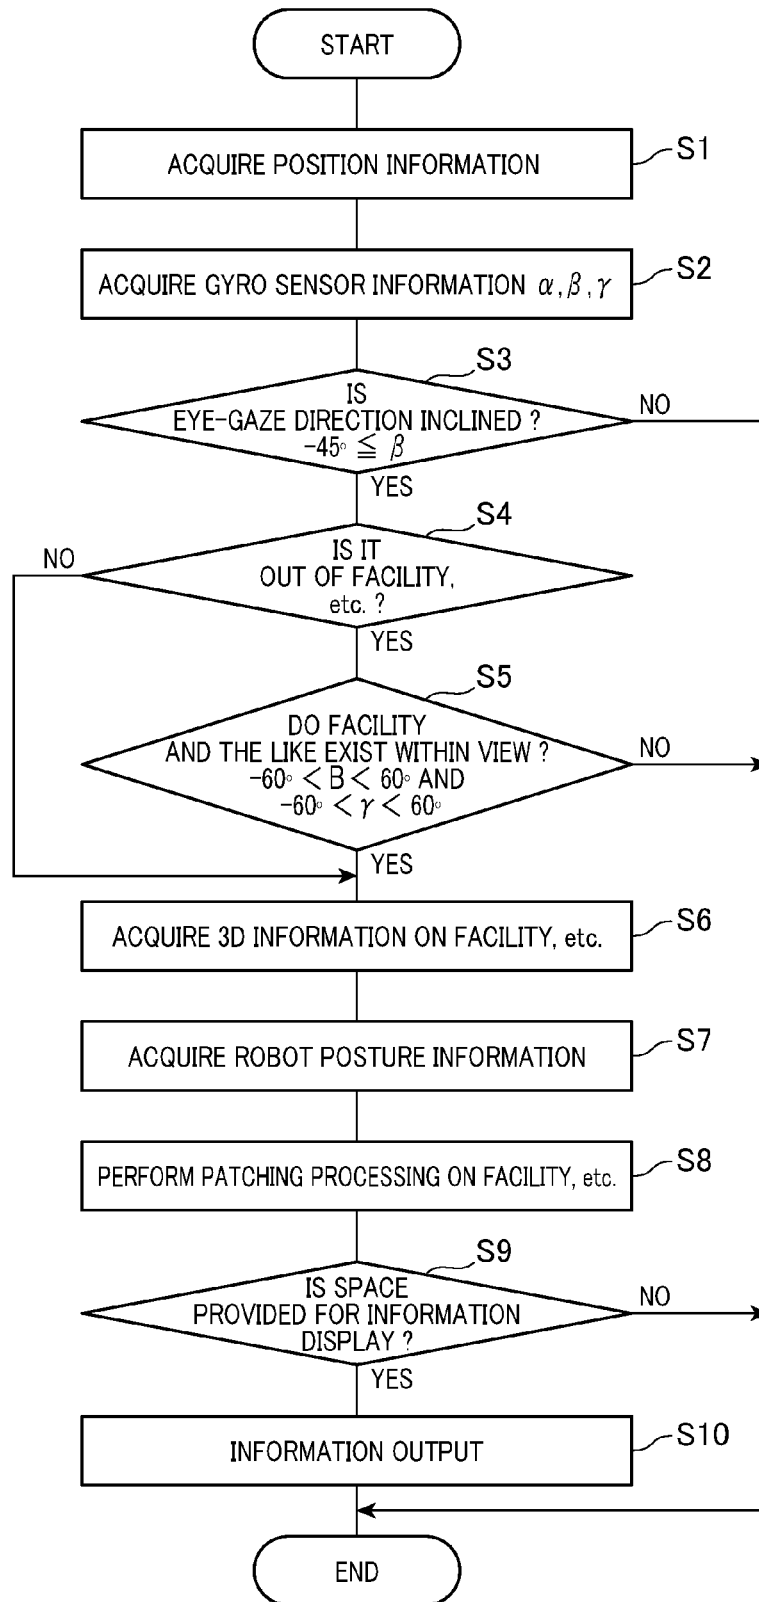 START
ACQUIRE POSITION INFORMATION
S1
ACQUIRE GYRO SENSOR INFORMATION α, β, γ
S2
S3
IS
EYE-GAZE DIRECTION INCLINED ?
-45° ≦ β
NO
YES
S4
NO
IS IT
OUT OF FACILITY,
etc. ?
YES
S5
DO FACILITY
AND THE LIKE EXIST WITHIN VIEW ?
-60° < B < 60° AND
-60° < γ < 60°
NO
YES
ACQUIRE 3D INFORMATION ON FACILITY, etc.
S6
ACQUIRE ROBOT POSTURE INFORMATION
S7
PERFORM PATCHING PROCESSING ON FACILITY, etc.
S8
S9
IS SPACE
PROVIDED FOR INFORMATION
DISPLAY ?
NO
YES
INFORMATION OUTPUT
S10
END